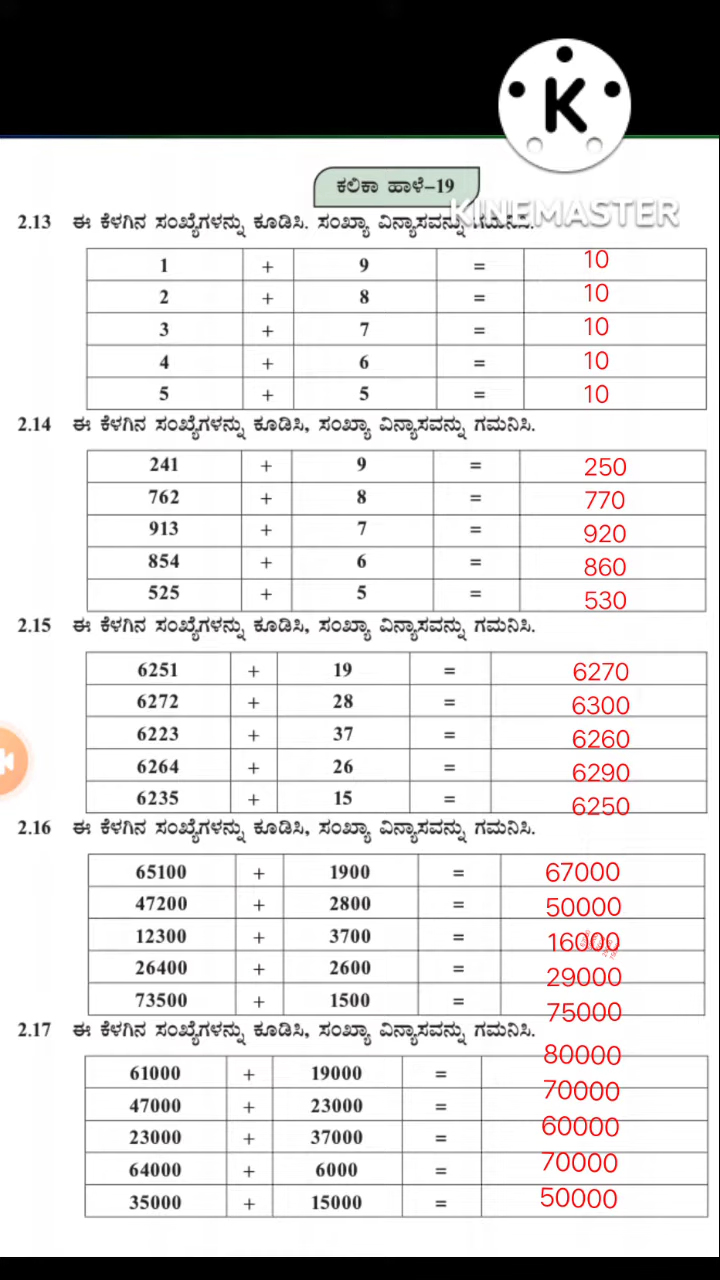 K
KINEMASTER
ಕಲಿಕಾ ಹಾಳೆ-19
2.13 ಈ ಕೆಳಗಿನ ಸಂಖ್ಯೆಗಳನ್ನು ಕೂಡಿಸಿ. ಸಂಖ್ಯಾ ವಿನ್ಯಾಸವನ್ನು ಗಮನಿಸಿ.
1 + 9 = 10
2 + 8 = 10
3 + 7 = 10
4 + 6 = 10
5 + 5 = 10
2.14 ಈ ಕೆಳಗಿನ ಸಂಖ್ಯೆಗಳನ್ನು ಕೂಡಿಸಿ, ಸಂಖ್ಯಾ ವಿನ್ಯಾಸವನ್ನು ಗಮನಿಸಿ.
241 + 9 = 250
762 + 8 = 770
913 + 7 = 920
854 + 6 = 860
525 + 5 = 530
2.15 ಈ ಕೆಳಗಿನ ಸಂಖ್ಯೆಗಳನ್ನು ಕೂಡಿಸಿ, ಸಂಖ್ಯಾ ವಿನ್ಯಾಸವನ್ನು ಗಮನಿಸಿ.
6251 + 19 = 6270
6272 + 28 = 6300
6223 + 37 = 6260
6264 + 26 = 6290
6235 + 15 = 6250
2.16 ಈ ಕೆಳಗಿನ ಸಂಖ್ಯೆಗಳನ್ನು ಕೂಡಿಸಿ, ಸಂಖ್ಯಾ ವಿನ್ಯಾಸವನ್ನು ಗಮನಿಸಿ.
65100 + 1900 = 67000
47200 + 2800 = 50000
12300 + 3700 = 16000
26400 + 2600 = 29000
73500 + 1500 = 75000
2.17 ಈ ಕೆಳಗಿನ ಸಂಖ್ಯೆಗಳನ್ನು ಕೂಡಿಸಿ, ಸಂಖ್ಯಾ ವಿನ್ಯಾಸವನ್ನು ಗಮನಿಸಿ.
61000 + 19000 = 80000
47000 + 23000 = 70000
23000 + 37000 = 60000
64000 + 6000 = 70000
35000 + 15000 = 50000